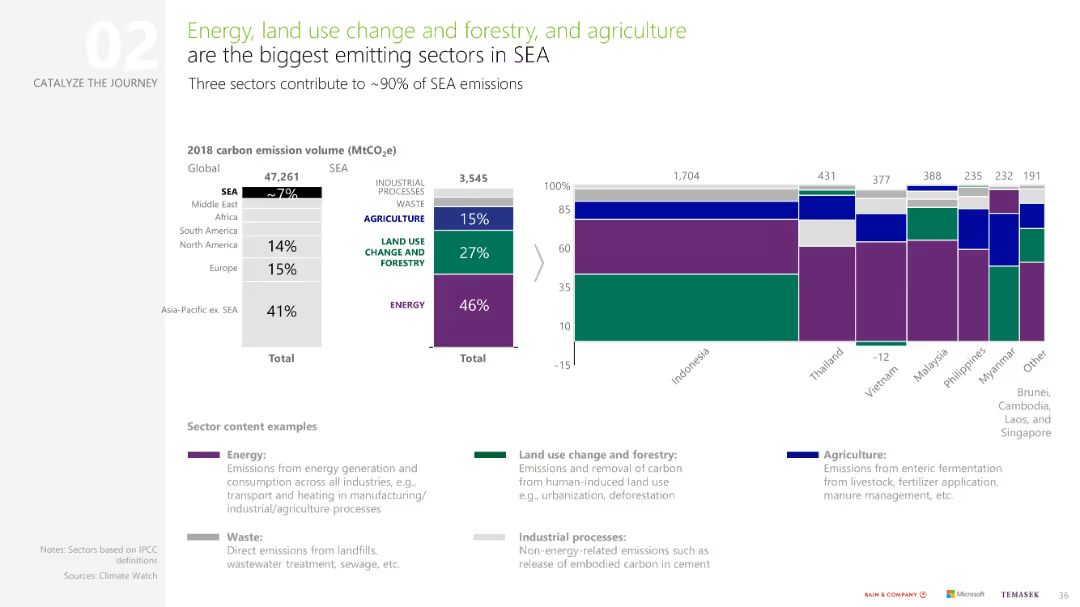 02
CATALYZE THE JOURNEY
Energy, land use change and forestry, and agriculture
are the biggest emitting sectors in SEA
Three sectors contribute to ~90% of SEA emissions
2018 carbon emission volume (MtCO₂e)
Global
SEA
47,261
SEA
~7%
Middle East
Africa
South America
North America
14%
Europe
15%
Asia-Pacific ex. SEA
41%
Total
3,545
INDUSTRIAL
PROCESSES
WASTE
AGRICULTURE
15%
LAND USE
CHANGE AND
FORESTRY
27%
ENERGY
46%
Total
1,704
431
377
388
235
232
191
100%
85
60
35
10
-15
-12
Indonesia
Thailand
Vietnam
Malaysia
Philippines
Myanmar
Other
Brunei,
Cambodia,
Laos, and
Singapore
Sector content examples
Energy:
Emissions from energy generation and
consumption across all industries, e.g.,
transport and heating in manufacturing/
industrial/agriculture processes
Land use change and forestry:
Emissions and removal of carbon
from human-induced land use
e.g., urbanization, deforestation
Agriculture:
Emissions from enteric fermentation
from livestock, fertilizer application,
manure management, etc.
Waste:
Direct emissions from landfills,
wastewater treatment, sewage, etc.
Industrial processes:
Non-energy-related emissions such as
release of embodied carbon in cement
Notes: Sectors based on IPCC
definitions
Sources: Climate Watch
BAIN & COMPANY
Microsoft
TEMASEK
36